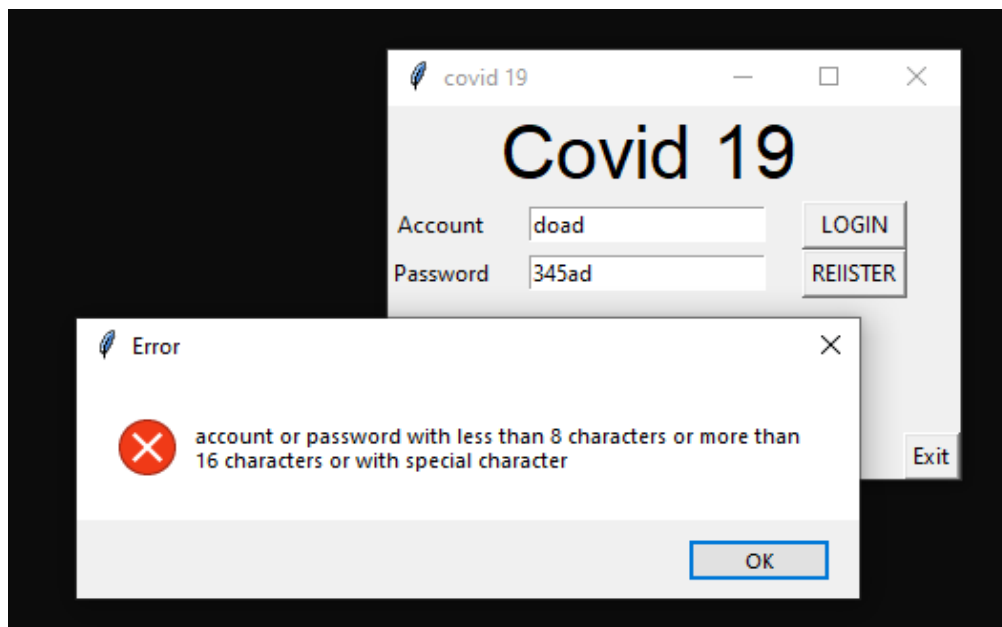 covid 19
Covid 19
Account doad LOGIN
Password 345ad REIISTER
Error
account or password with less than 8 characters or more than
16 characters or with special character
Exit
OK